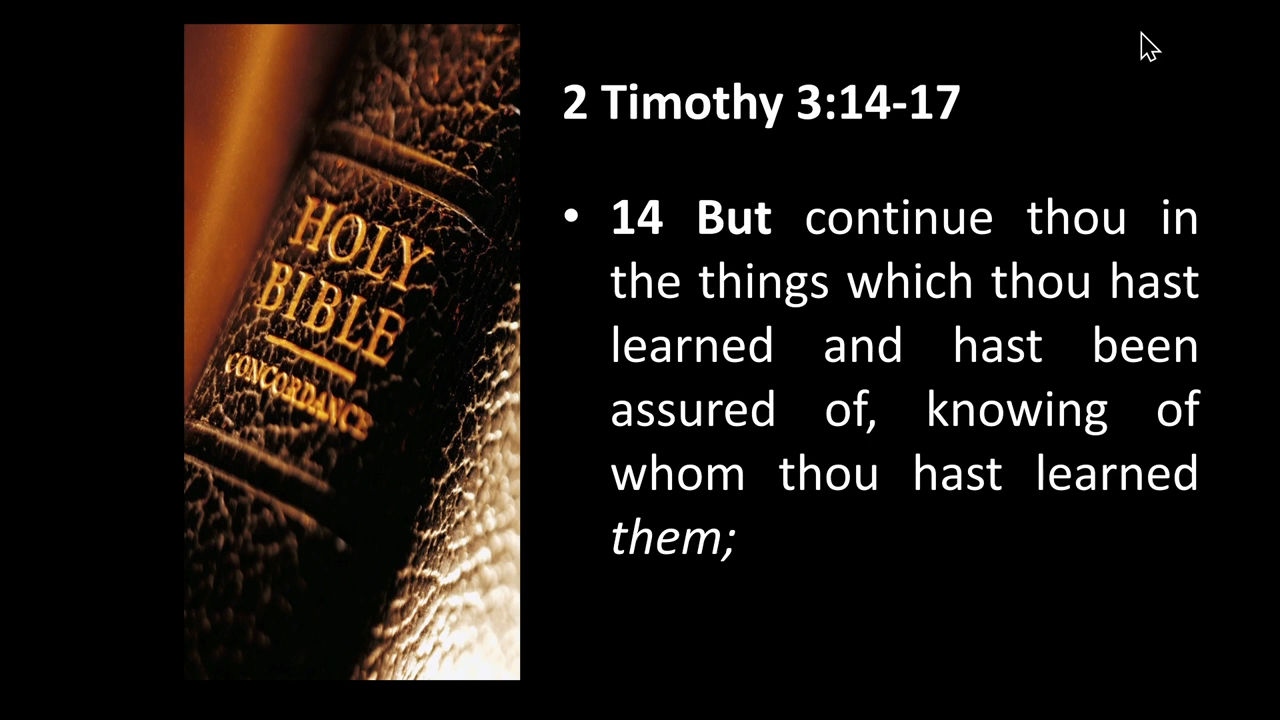 HOLY
BIBLE
CONCORDANCE
2 Timothy 3:14-17
• 14 But continue thou in
the things which thou hast
learned and hast been
assured of, knowing of
whom thou hast learned
them;